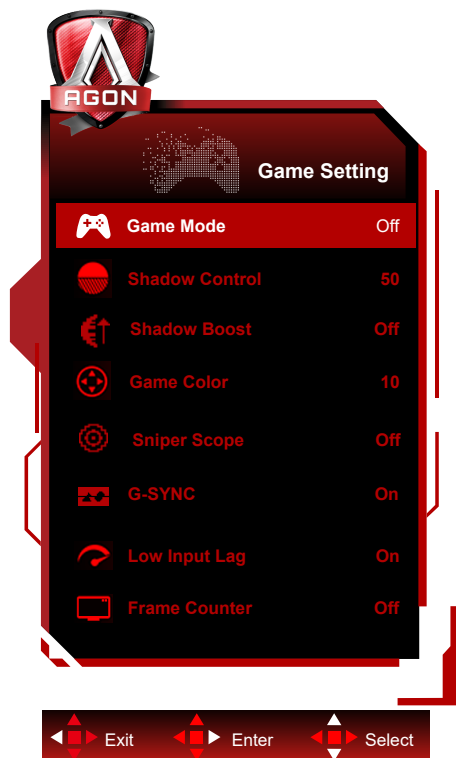 AGON
Game Setting
Game Mode Off
Shadow Control 50
Shadow Boost Off
Game Color 10
Sniper Scope Off
G-SYNC On
Low Input Lag On
Frame Counter Off
Exit Enter Select